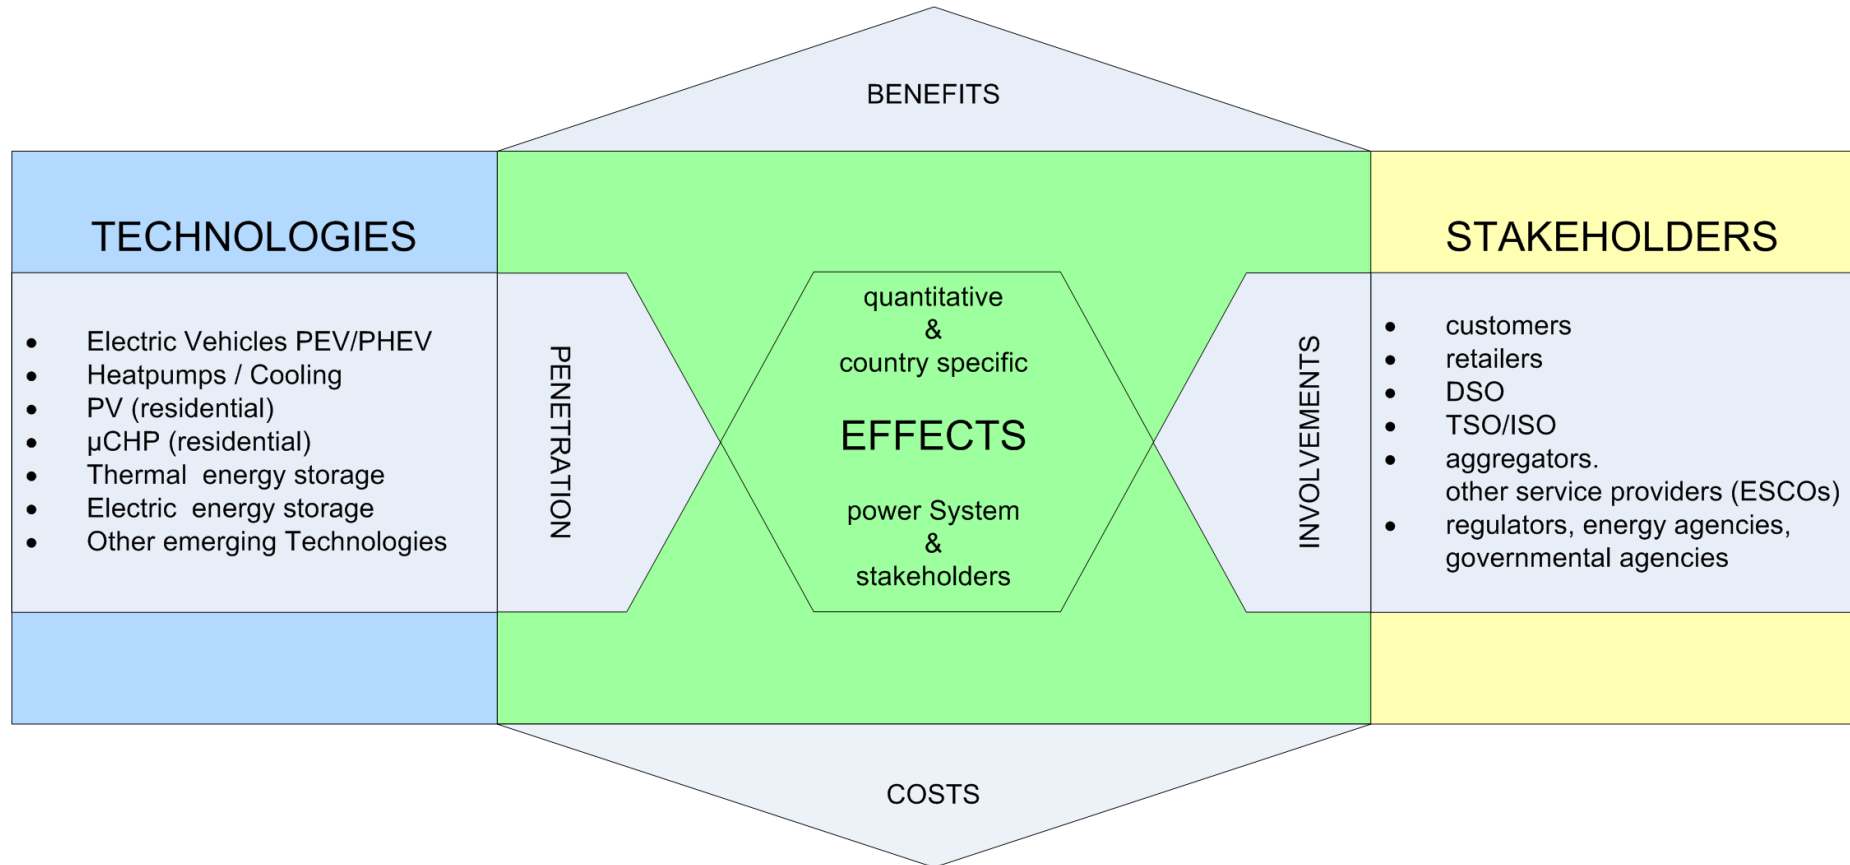 BENEFITS
TECHNOLOGIES
• Electric Vehicles PEV/PHEV
• Heatpumps / Cooling
• PV (residential)
• µCHP (residential)
• Thermal  energy storage
• Electric  energy storage
• Other emerging Technologies
PENETRATION
quantitative
&
country specific
EFFECTS
power System
&
stakeholders
INVOLVEMENTS
STAKEHOLDERS
• customers
• retailers
• DSO
• TSO/ISO
• aggregators.
other service providers (ESCOs)
• regulators, energy agencies,
governmental agencies
COSTS